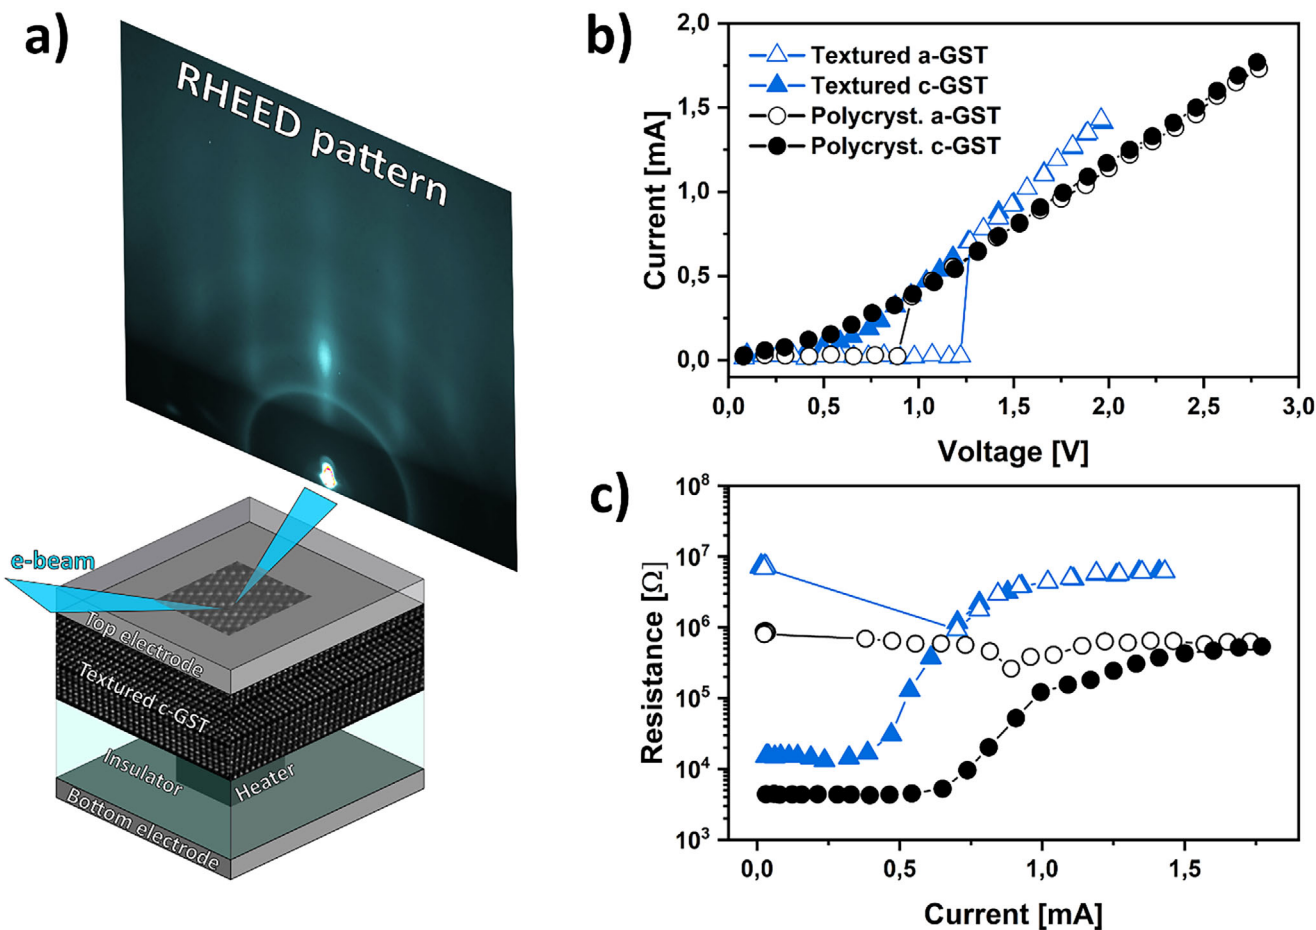 a)
RHEED pattern
e-beam
Top electrode
Textured c-GST
Insulator
Heater
Bottom electrode
b)
2,0
1,5
1,0
0,5
0,0
Current [mA]
Textured a-GST
Textured c-GST
Polycryst. a-GST
Polycryst. c-GST
0,0 0,5 1,0 1,5 2,0 2,5 3,0
Voltage [V]
c)
10⁸
10⁷
10⁶
10⁵
10⁴
10³
Resistance [Ω]
0,0 0,5 1,0 1,5
Current [mA]